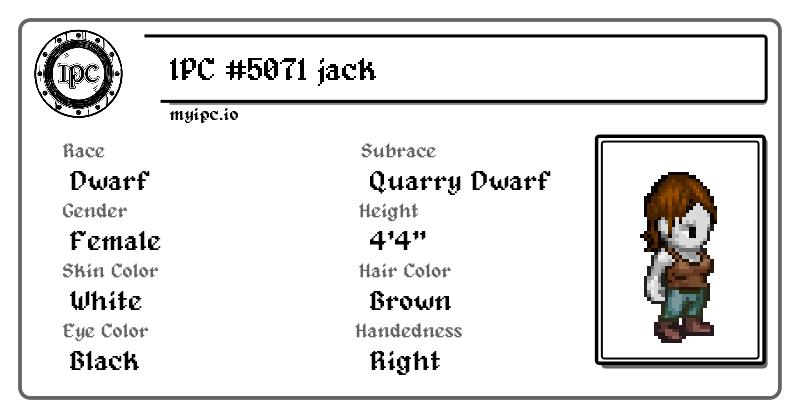 IPC
IPC #5071 jack
myipc.io
Race
Dwarf
Subrace
Quarry Dwarf
Gender
Female
Height
4'4"
Skin Color
White
Hair Color
Brown
Eye Color
Black
Handedness
Right